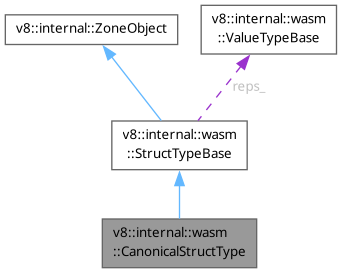 v8::internal::ZoneObject
v8::internal::wasm
::ValueTypeBase
reps_
v8::internal::wasm
::StructTypeBase
v8::internal::wasm
::CanonicalStructType